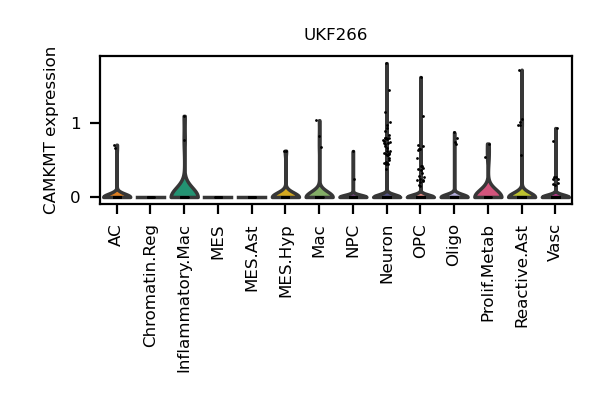 UKF266
CAMKMT expression
1
0
AC
Chromatin.Reg
Inflammatory.Mac
MES
MES.Ast
MES.Hyp
Mac
NPC
Neuron
OPC
Oligo
Prolif.Metab
Reactive.Ast
Vasc